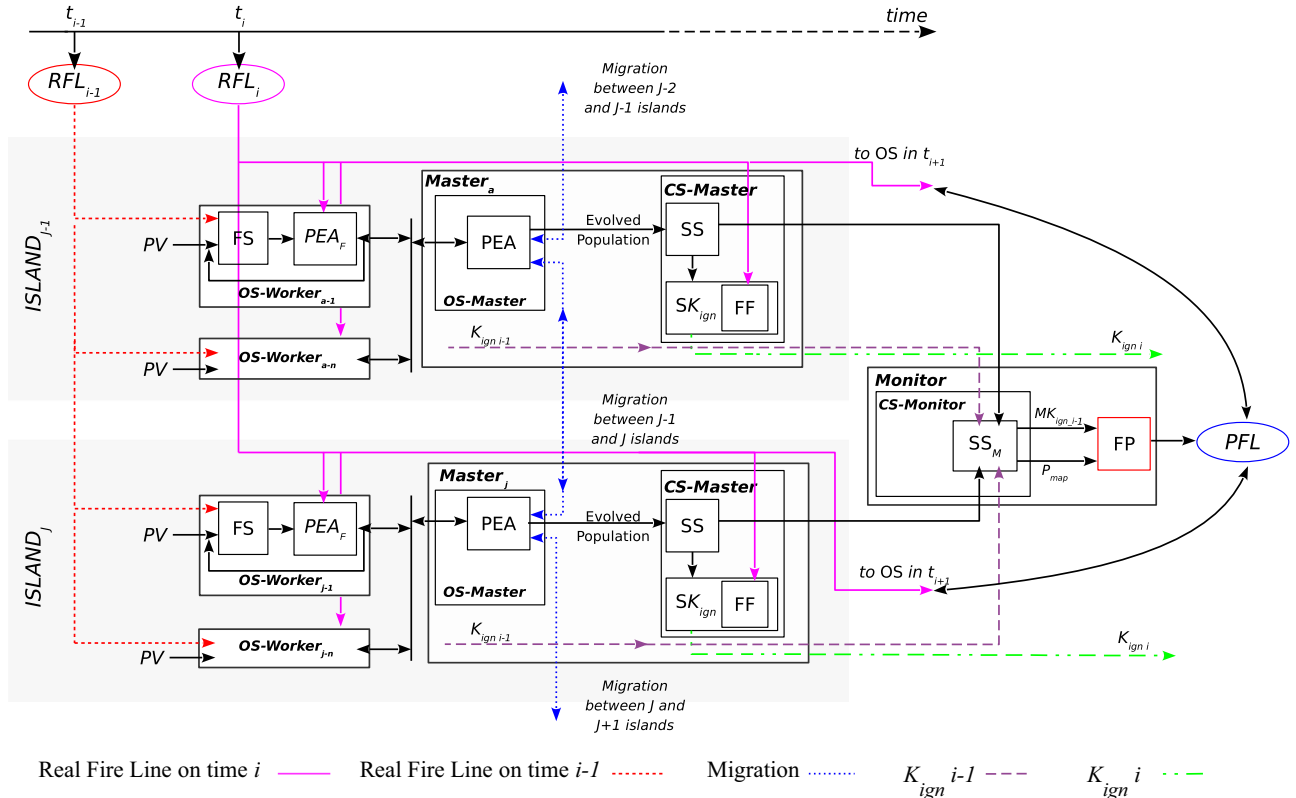 t i-1
t i
time
RFL i-1
RFL i
Migration
between J-2
and J-1 islands
to OS in t i+1
ISLAND J-1
Master a
CS-Master
PV
FS
PEA F
PEA
Evolved
Population
SS
OS-Worker a-1
OS-Master
SK ign
FF
K ign i-1
K ign i
PV
OS-Worker a-n
Monitor
CS-Monitor
Migration
between J-1
and J islands
SS M
MK ign_i-1
P map
FP
PFL
ISLAND J
Master j
CS-Master
PV
FS
PEA F
PEA
Evolved
Population
SS
OS-Worker j-1
OS-Master
SK ign
FF
to OS in t i+1
K ign i-1
K ign i
PV
OS-Worker j-n
Migration
between J and
J+1 islands
Real Fire Line on time i
Real Fire Line on time i-1
Migration
K ign i-1
K ign i